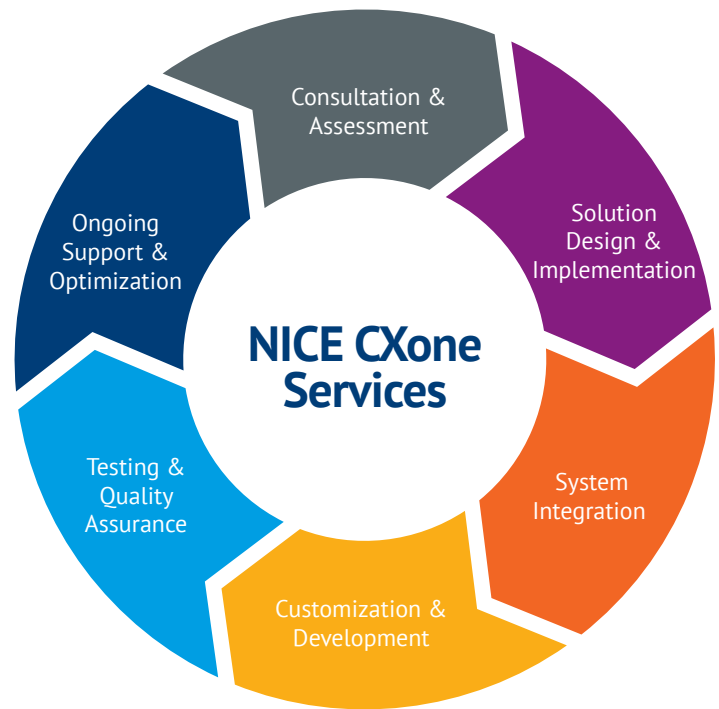 Consultation &
Assessment
Solution
Design &
Implementation
System
Integration
Customization &
Development
Testing &
Quality
Assurance
Ongoing
Support &
Optimization
NICE CXone
Services